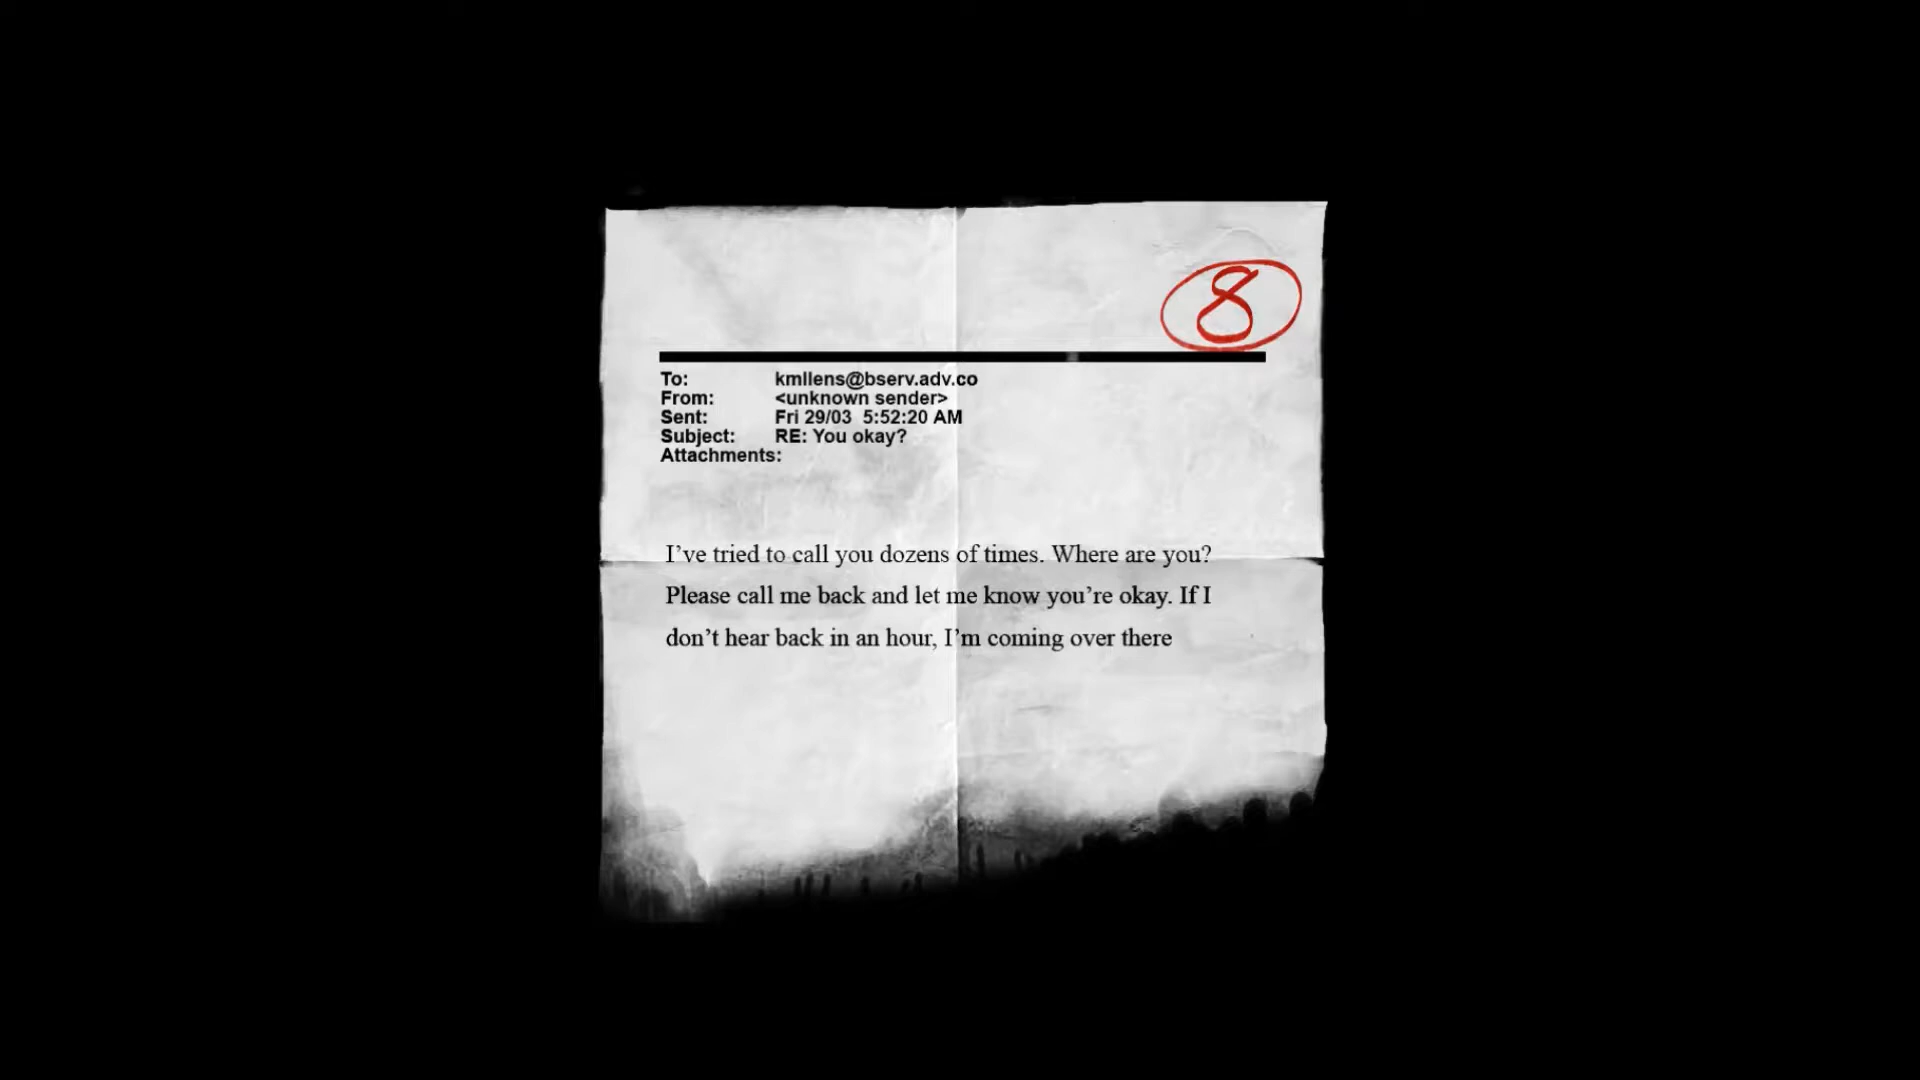 8
To: kmllens@bserv.adv.co
From: <unknown sender>
Sent: Fri 29/03 5:52:20 AM
Subject: RE: You okay?
Attachments:
I’ve tried to call you dozens of times. Where are you?
Please call me back and let me know you’re okay. If I
don’t hear back in an hour, I’m coming over there